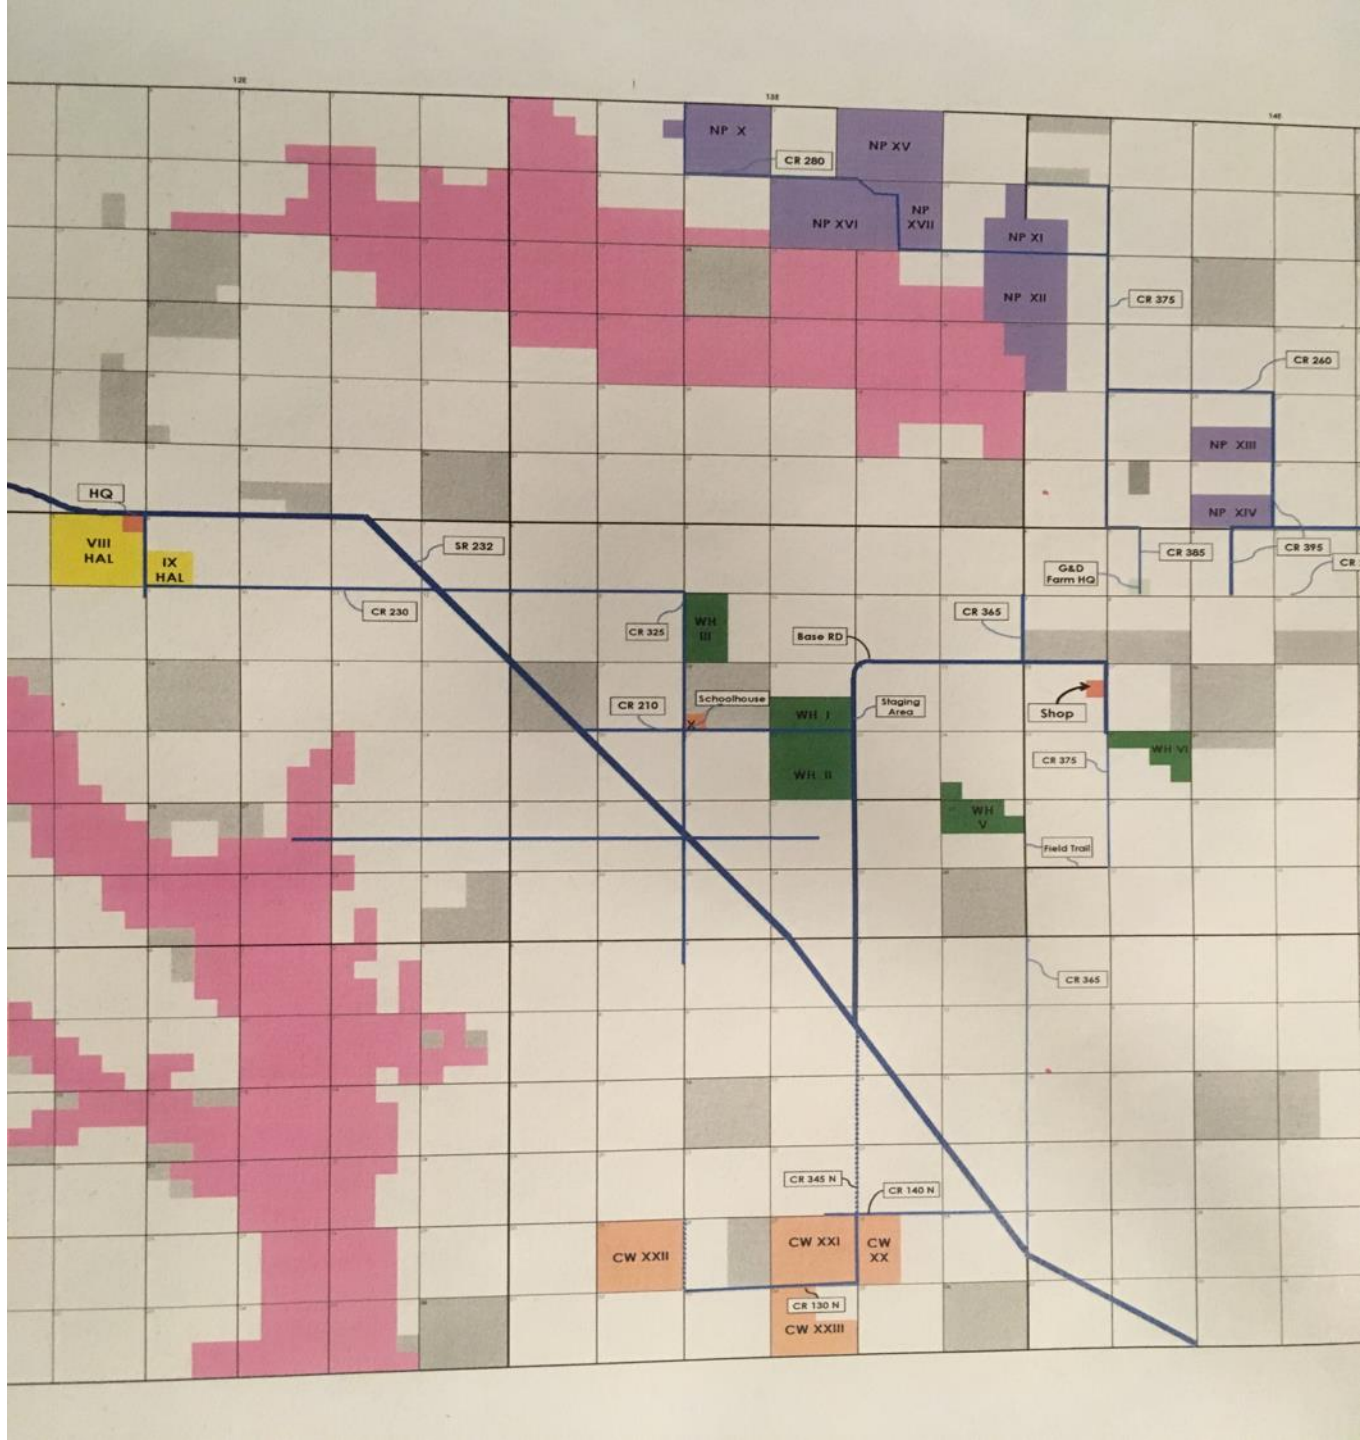 12E
13E
14E
NP X
NP XV
CR 280
NP XVI
NP
XVII
NP XI
NP XII
CR 375
CR 260
NP XIII
NP XIV
HQ
VIII
HAL
IX
HAL
SR 232
CR 385
CR 395
CR
G&D
Farm HQ
CR 230
CR 325
WH
III
Base RD
CR 365
CR 210
Schoolhouse
X
WH I
Staging
Area
Shop
WH II
CR 375
WH VI
WH
V
Field Trail
CR 365
CR 345 N
CR 140 N
CW XXII
CW XXI
CW
XX
CR 130 N
CW XXIII